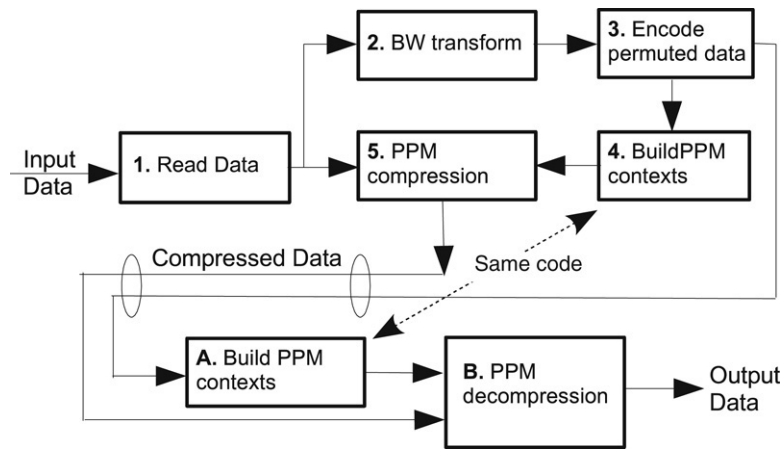 2. BW transform
3. Encode
permuted data
Input
Data
1. Read Data
5. PPM
compression
4. BuildPPM
contexts
Compressed Data
Same code
A. Build PPM
contexts
B. PPM
decompression
Output
Data